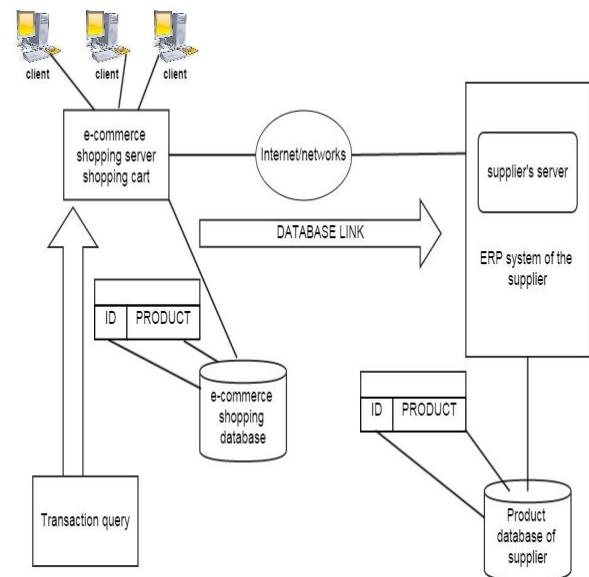 client
client
client
e-commerce
shopping server
shopping cart
Internet/networks
supplier's server
ERP system of the
supplier
DATABASE LINK
ID PRODUCT
e-commerce
shopping
database
ID PRODUCT
Transaction query
Product
database of
supplier